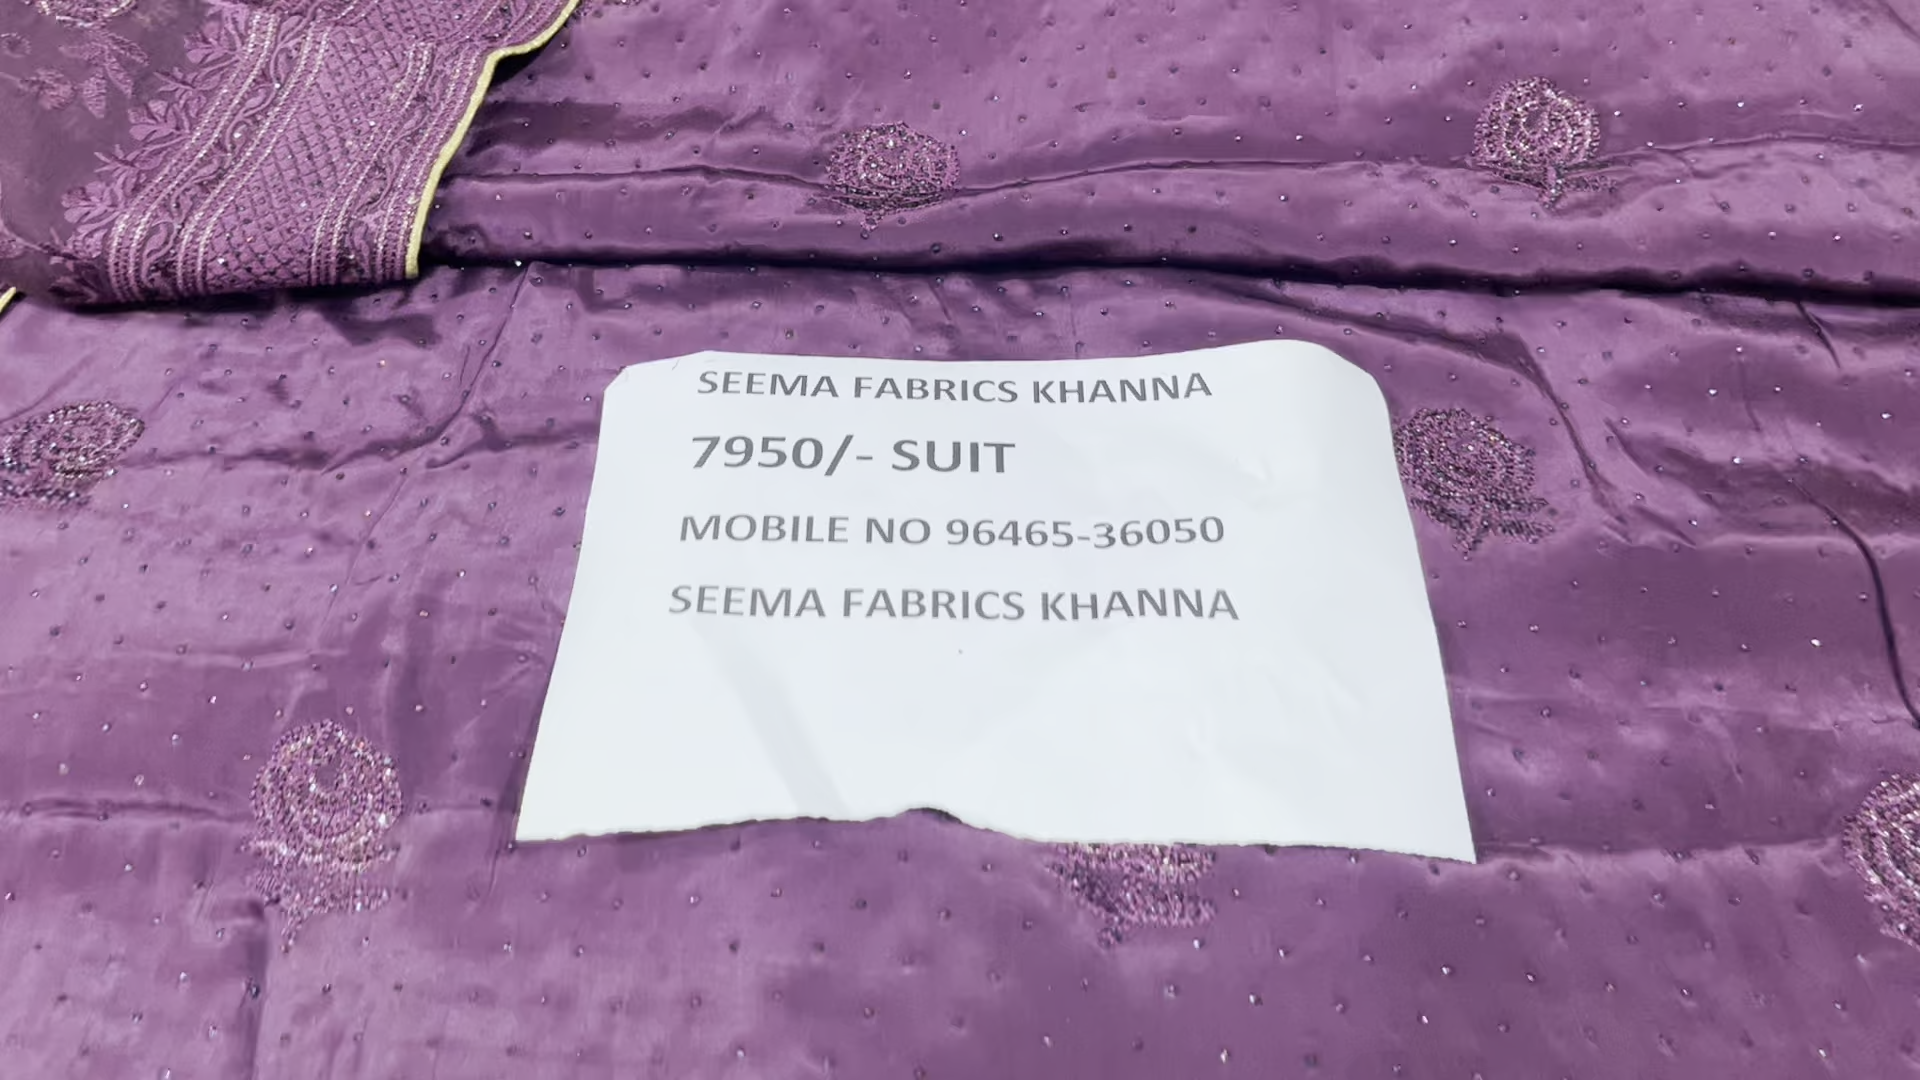 SEEMA FABRICS KHANNA
7950/- SUIT
MOBILE NO 96465-36050
SEEMA FABRICS KHANNA